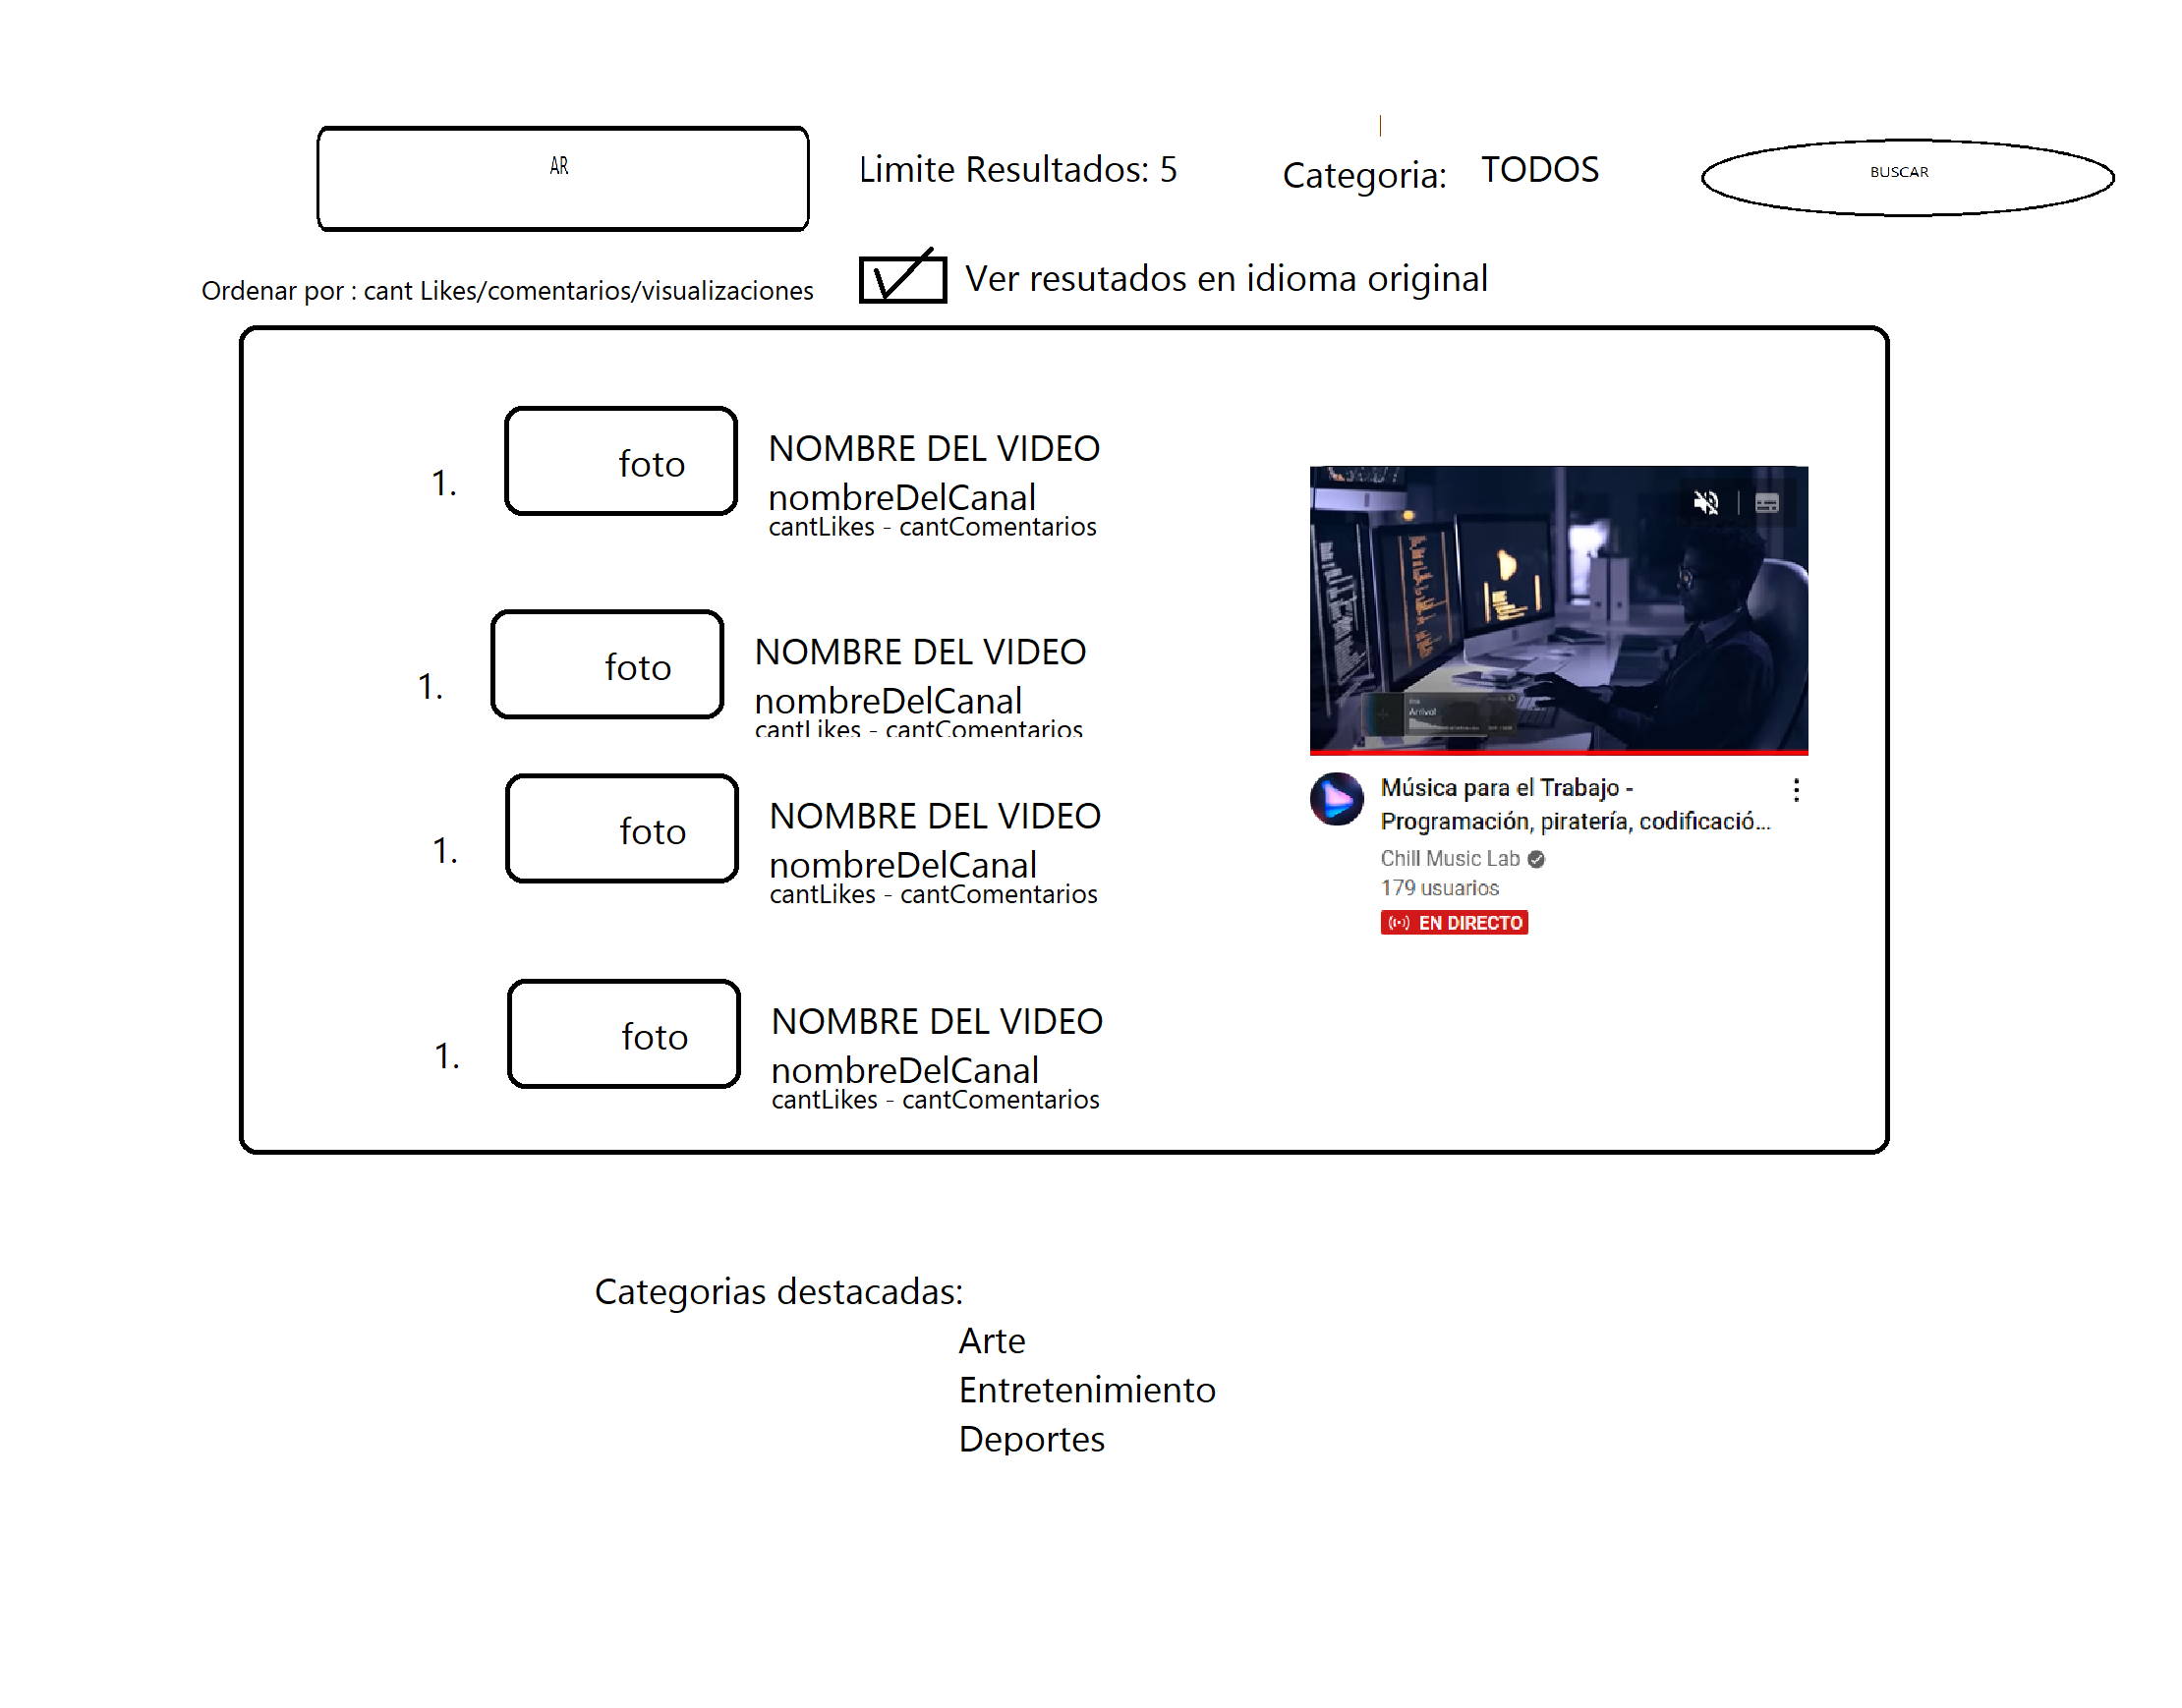 AR
Limite Resultados: 5
Categoria: TODOS
BUSCAR
Ordenar por : cant Likes/comentarios/visualizaciones
Ver resutados en idioma original
1.
foto
NOMBRE DEL VIDEO
nombreDelCanal
cantLikes - cantComentarios
1.
foto
NOMBRE DEL VIDEO
nombreDelCanal
cantLikes - cantComentarios
1.
foto
NOMBRE DEL VIDEO
nombreDelCanal
cantLikes - cantComentarios
1.
foto
NOMBRE DEL VIDEO
nombreDelCanal
cantLikes - cantComentarios
Arrival
Música para el Trabajo -
Programación, piratería, codificació...
Chill Music Lab
179 usuarios
EN DIRECTO
Categorias destacadas:
Arte
Entretenimiento
Deportes